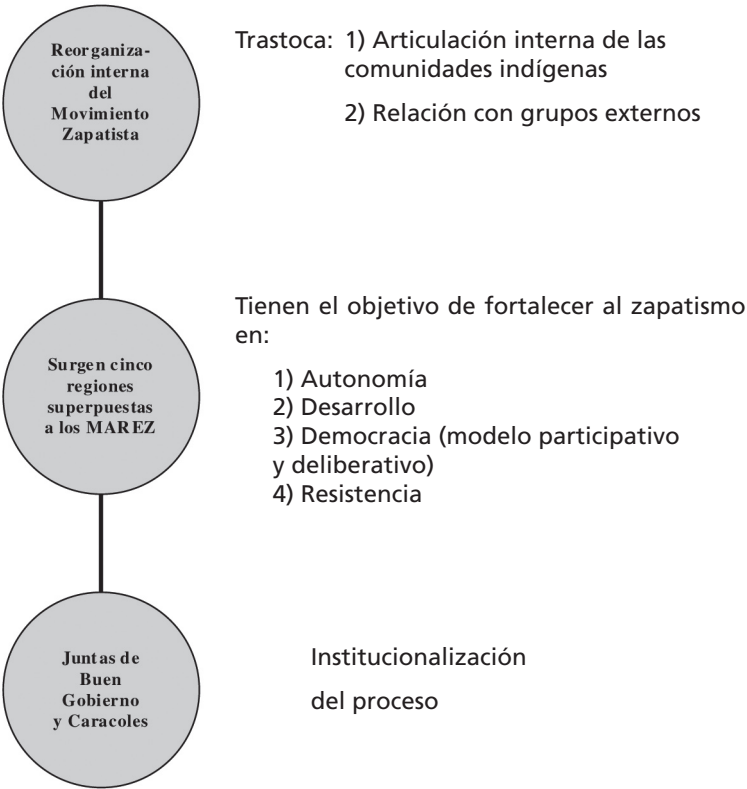 Reorganiza-
ción interna
del
Movimiento
Zapatista
Trastoca: 1) Articulación interna de las
comunidades indígenas
2) Relación con grupos externos
Surgen cinco
regiones
superpuestas
a los MAREZ
Tienen el objetivo de fortalecer al zapatismo
en:
1) Autonomía
2) Desarrollo
3) Democracia (modelo participativo
y deliberativo)
4) Resistencia
Juntas de
Buen
Gobierno
y Caracoles
Institucionalización
del proceso